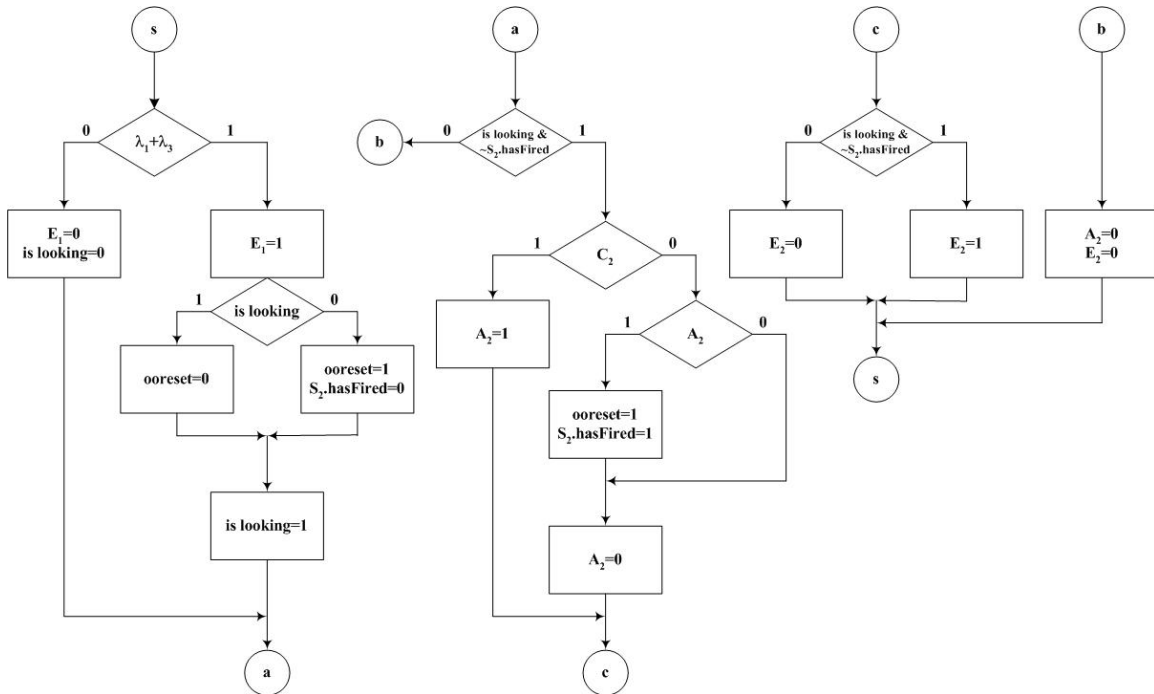 s
a
c
b
0
λ₁+λ₃
1
0
is looking &
~S₂.hasFired
1
b
0
is looking &
~S₂.hasFired
1
E₁=0
is looking=0
E₁=1
E₂=0
E₂=1
A₂=0
E₂=0
1
C₂
0
1
is looking
0
A₂=1
1
A₂
0
ooreset=0
ooreset=1
S₂.hasFired=0
s
ooreset=1
S₂.hasFired=1
is looking=1
A₂=0
a
c